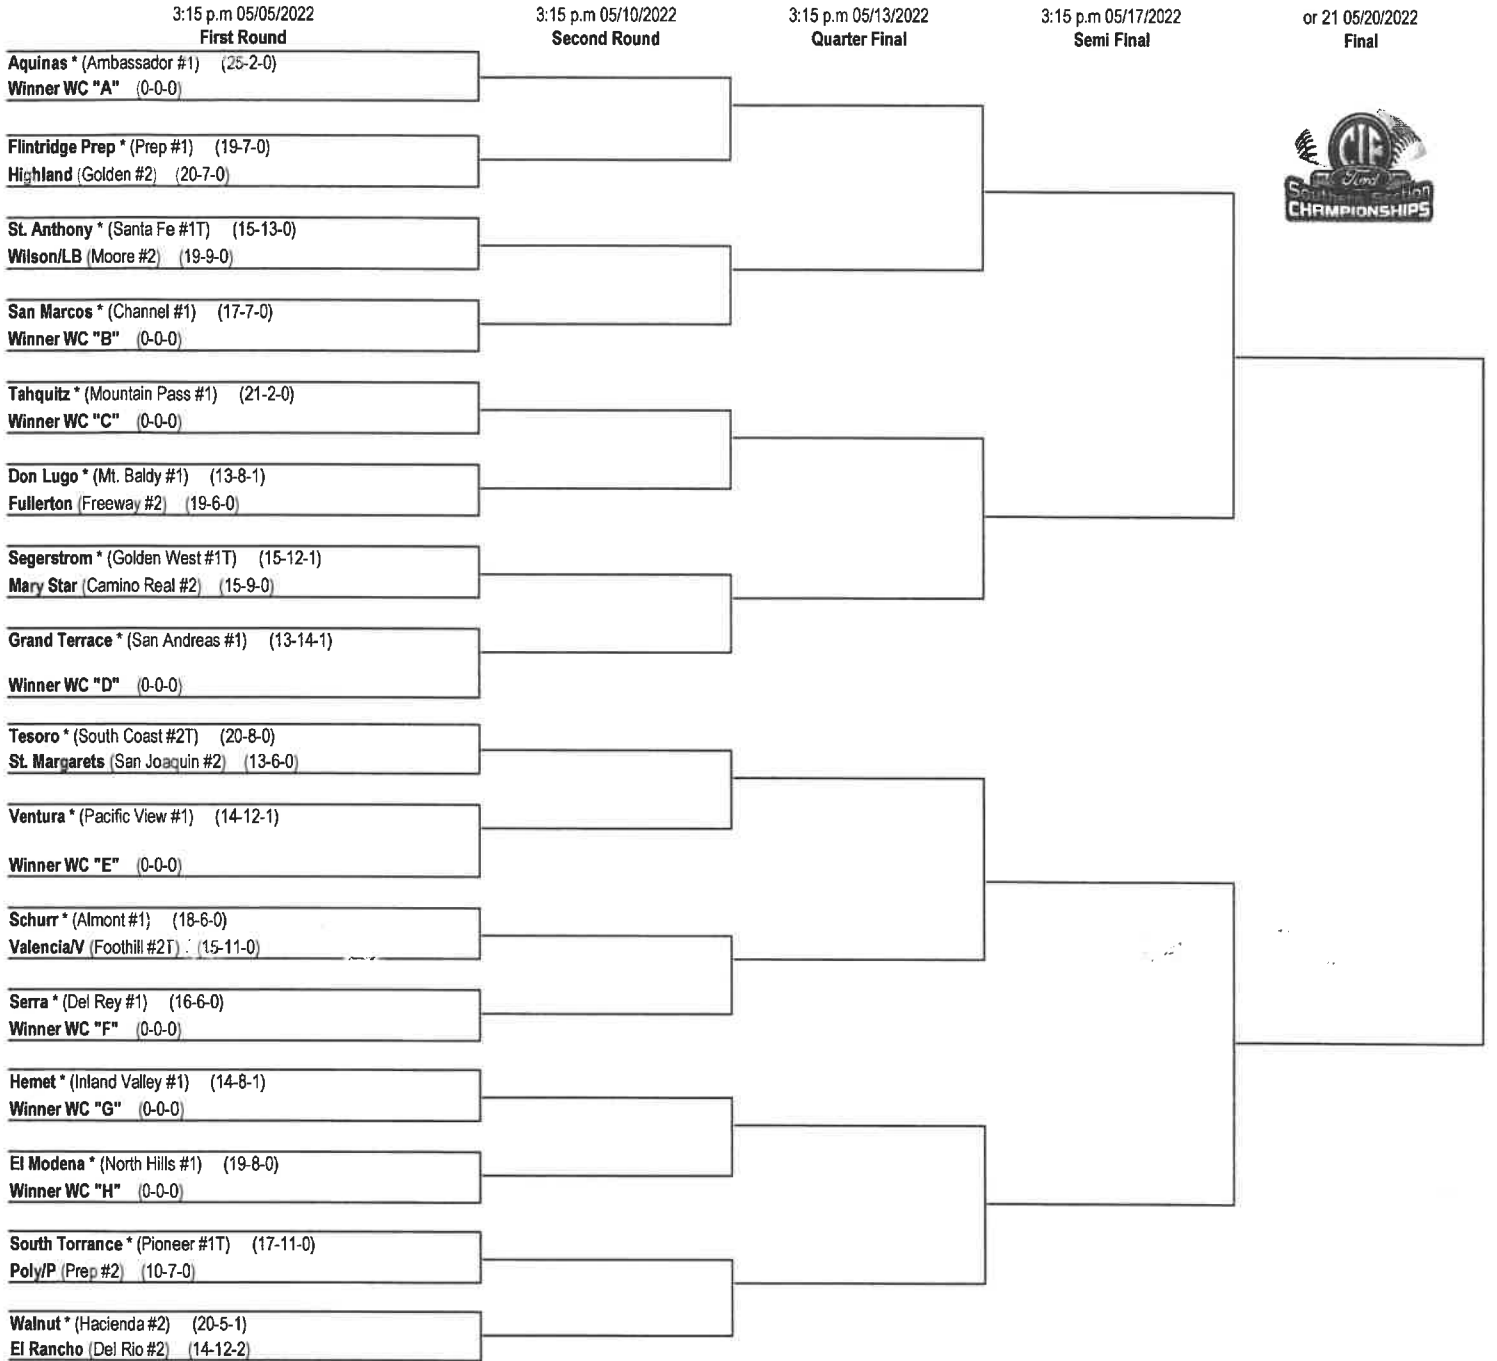 3:15 p.m 05/05/2022
First Round
3:15 p.m 05/10/2022
Second Round
3:15 p.m 05/13/2022
Quarter Final
3:15 p.m 05/17/2022
Semi Final
or 21 05/20/2022
Final
Aquinas * (Ambassador #1) (25-2-0)
Winner WC "A" (0-0-0)
Flintridge Prep * (Prep #1) (19-7-0)
Highland (Golden #2) (20-7-0)
St. Anthony * (Santa Fe #1T) (15-13-0)
Wilson/LB (Moore #2) (19-9-0)
San Marcos * (Channel #1) (17-7-0)
Winner WC "B" (0-0-0)
Tahquitz * (Mountain Pass #1) (21-2-0)
Winner WC "C" (0-0-0)
Don Lugo * (Mt. Baldy #1) (13-8-1)
Fullerton (Freeway #2) (19-6-0)
Segerstrom * (Golden West #1T) (15-12-1)
Mary Star (Camino Real #2) (15-9-0)
Grand Terrace * (San Andreas #1) (13-14-1)
Winner WC "D" (0-0-0)
Tesoro * (South Coast #2T) (20-8-0)
St. Margarets (San Joaquin #2) (13-6-0)
Ventura * (Pacific View #1) (14-12-1)
Winner WC "E" (0-0-0)
Schurr * (Almont #1) (18-6-0)
Valencia/V (Foothill #2T) (15-11-0)
Serra * (Del Rey #1) (16-6-0)
Winner WC "F" (0-0-0)
Hemet * (Inland Valley #1) (14-8-1)
Winner WC "G" (0-0-0)
El Modena * (North Hills #1) (19-8-0)
Winner WC "H" (0-0-0)
South Torrance * (Pioneer #1T) (17-11-0)
Poly/P (Prep #2) (10-7-0)
Walnut * (Hacienda #2) (20-5-1)
El Rancho (Del Rio #2) (14-12-2)
CIF
Ford
Southern Section
CHAMPIONSHIPS